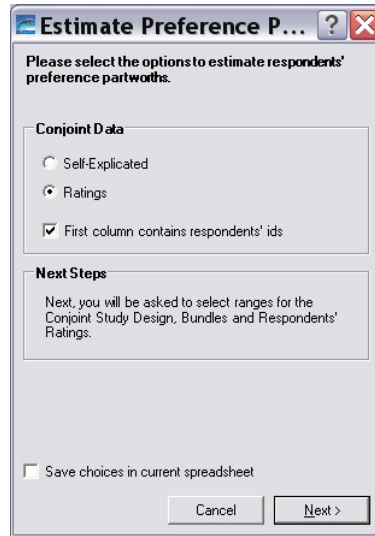 Estimate Preference P...
Please select the options to estimate respondents'
preference partworths.
Conjoint Data
Self-Explicated
Ratings
First column contains respondents' ids
Next Steps
Next, you will be asked to select ranges for the
Conjoint Study Design, Bundles and Respondents'
Ratings.
Save choices in current spreadsheet
Cancel
Next >